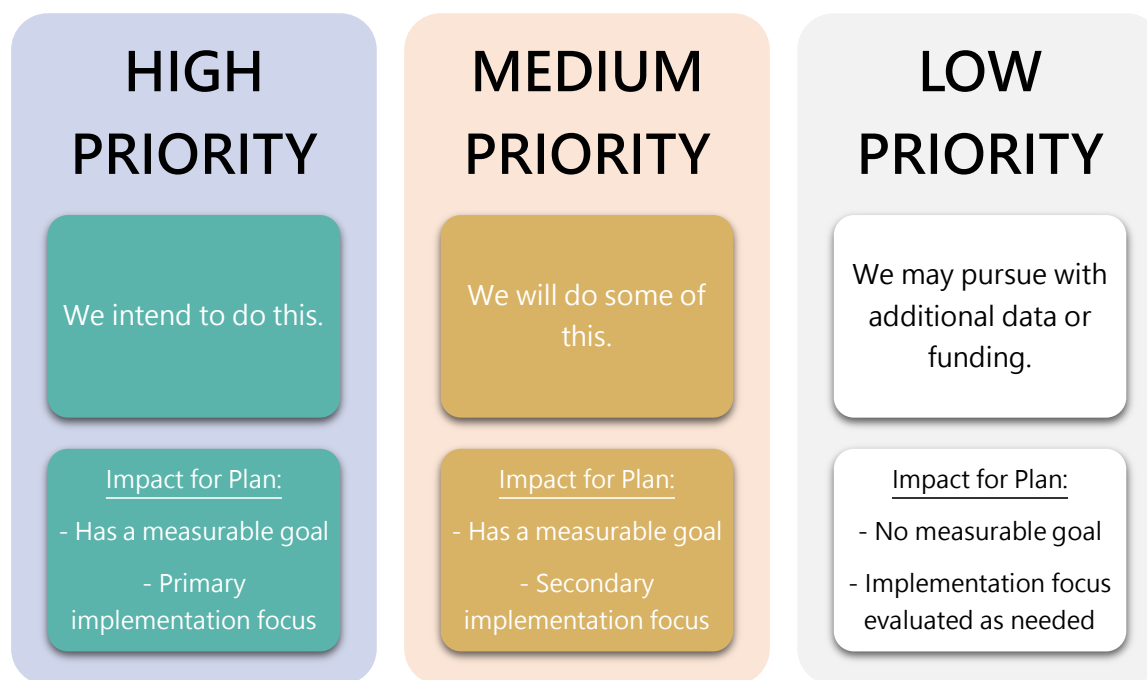 HIGH
PRIORITY
We intend to do this.
Impact for Plan:
- Has a measurable goal
- Primary
implementation focus
MEDIUM
PRIORITY
We will do some of
this.
Impact for Plan:
- Has a measurable goal
- Secondary
implementation focus
LOW
PRIORITY
We may pursue with
additional data or
funding.
Impact for Plan:
- No measurable goal
- Implementation focus
evaluated as needed